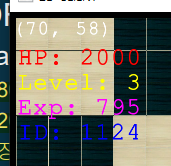 (70, 58)
HP: 2000
Level: 3
Exp: 795
ID: 1124